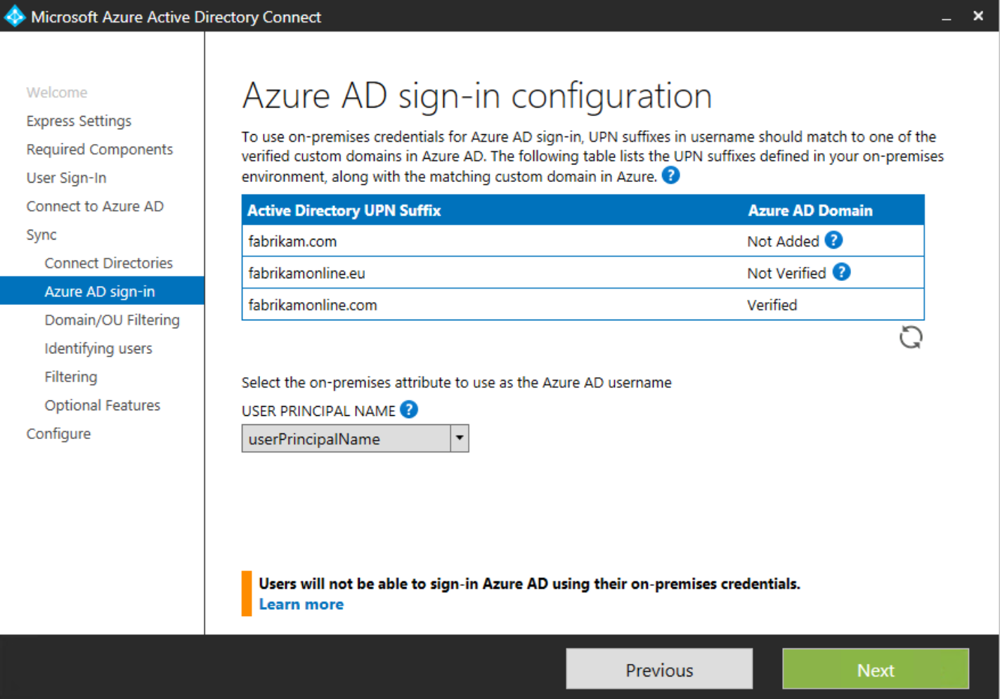 Microsoft Azure Active Directory Connect
Welcome
Express Settings
Required Components
User Sign-In
Connect to Azure AD
Sync
Connect Directories
Azure AD sign-in
Domain/OU Filtering
Identifying users
Filtering
Optional Features
Configure
Azure AD sign-in configuration
To use on-premises credentials for Azure AD sign-in, UPN suffixes in username should match to one of the
verified custom domains in Azure AD. The following table lists the UPN suffixes defined in your on-premises
environment, along with the matching custom domain in Azure. ?
Active Directory UPN Suffix Azure AD Domain
fabrikam.com Not Added ?
fabrikamonline.eu Not Verified ?
fabrikamonline.com Verified
Select the on-premises attribute to use as the Azure AD username
USER PRINCIPAL NAME ?
userPrincipalName
Users will not be able to sign-in Azure AD using their on-premises credentials.
Learn more
Previous Next